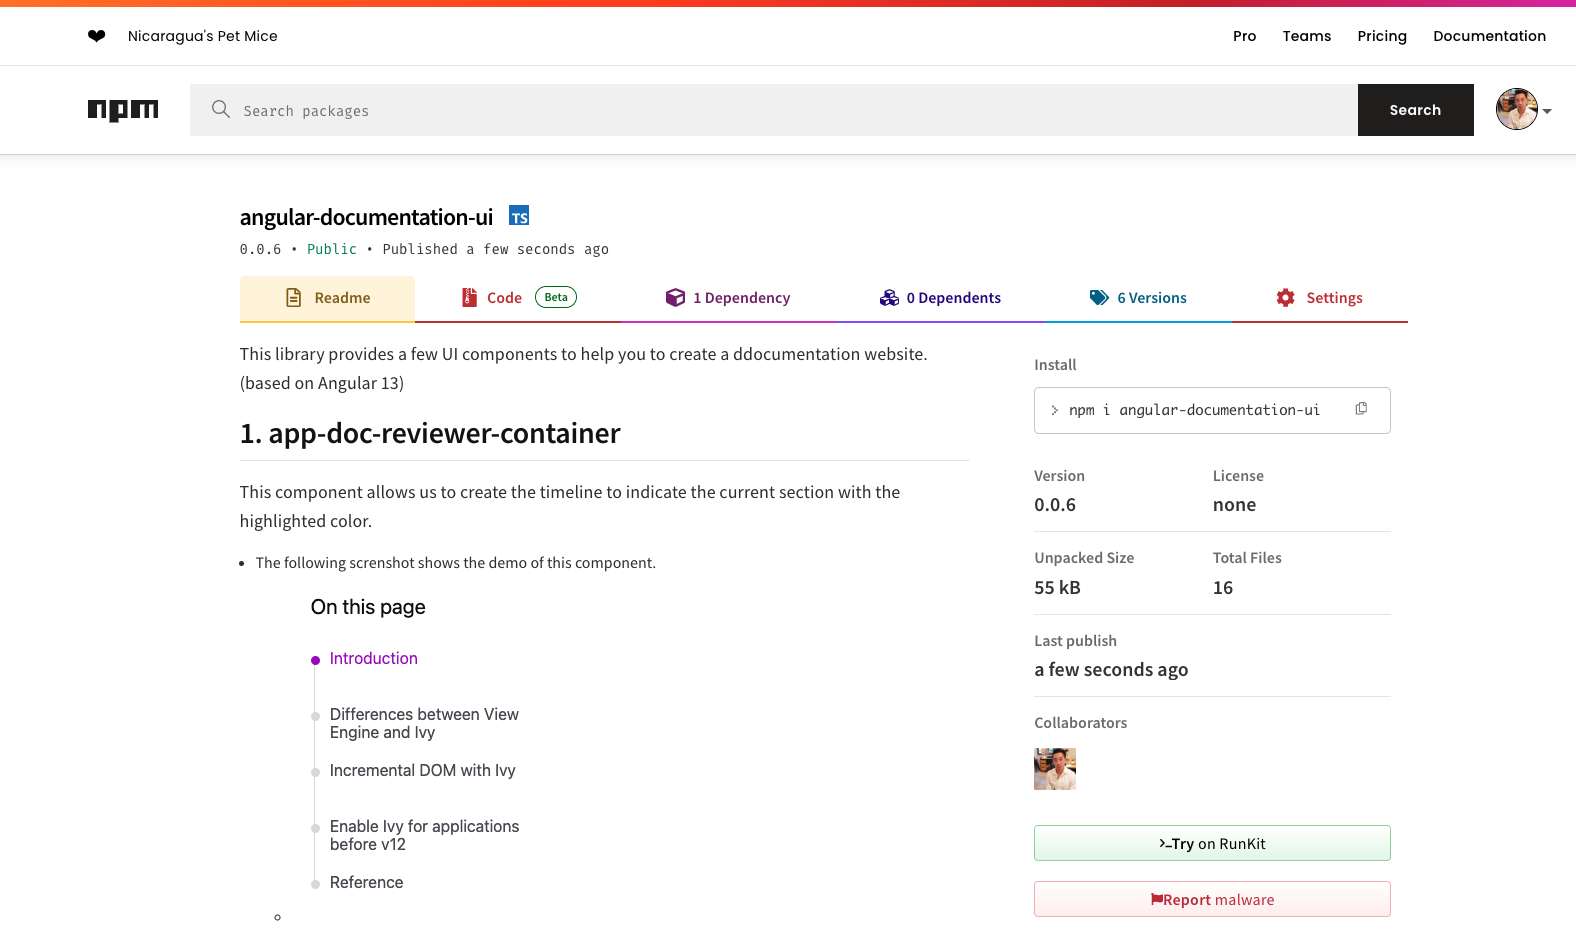 Nicaragua's Pet Mice
Pro Teams Pricing Documentation
npm
Search packages
Search
angular-documentation-ui
TS
0.0.6 • Public • Published a few seconds ago
Readme
Code Beta
1 Dependency
0 Dependents
6 Versions
Settings
This library provides a few UI components to help you to create a ddocumentation website.
(based on Angular 13)
1. app-doc-reviewer-container
This component allows us to create the timeline to indicate the current section with the
highlighted color.
• The following screnshot shows the demo of this component.
On this page
Introduction
Differences between View
Engine and Ivy
Incremental DOM with Ivy
Enable Ivy for applications
before v12
Reference
Install
> npm i angular-documentation-ui
Version License
0.0.6 none
Unpacked Size Total Files
55 kB 16
Last publish
a few seconds ago
Collaborators
>_Try on RunKit
Report malware